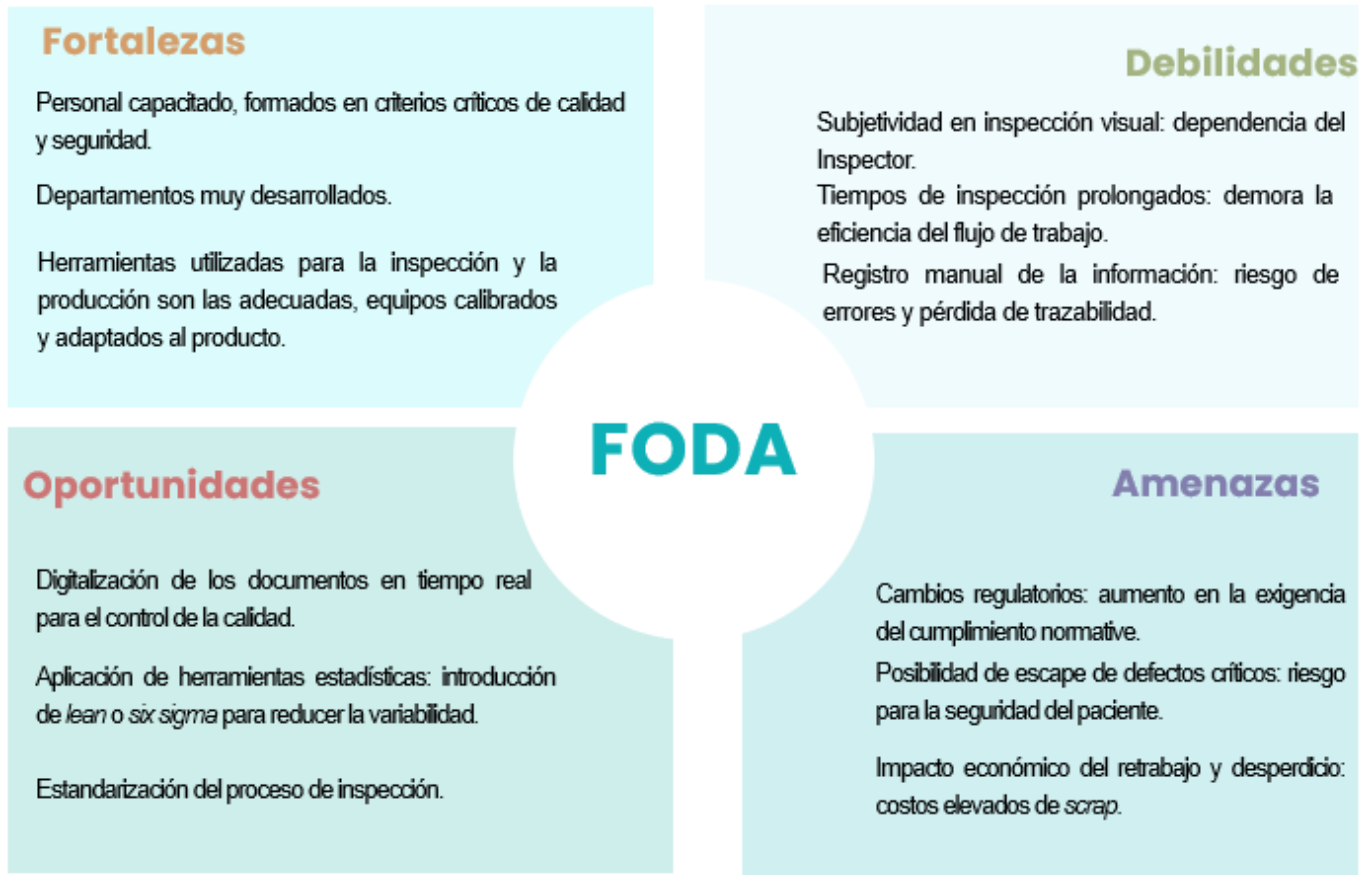 Fortalezas
Personal capacitado, formados en criterios críticos de calidad
y seguridad.
Departamentos muy desarrollados.
Herramientas utilizadas para la inspección y la
producción son las adecuadas, equipos calibrados
y adaptados al producto.
Debilidades
Subjetividad en inspección visual: dependencia del
Inspector.
Tiempos de inspección prolongados: demora la
eficiencia del flujo de trabajo.
Registro manual de la información: riesgo de
errores y pérdida de trazabilidad.
FODA
Oportunidades
Digitalización de los documentos en tiempo real
para el control de la calidad.
Aplicación de herramientas estadísticas: introducción
de lean o six sigma para reducer la variabilidad.
Estandarización del proceso de inspección.
Amenazas
Cambios regulatorios: aumento en la exigencia
del cumplimiento normative.
Posibilidad de escape de defectos críticos: riesgo
para la seguridad del paciente.
Impacto económico del retrabajo y desperdicio:
costos elevados de scrap.